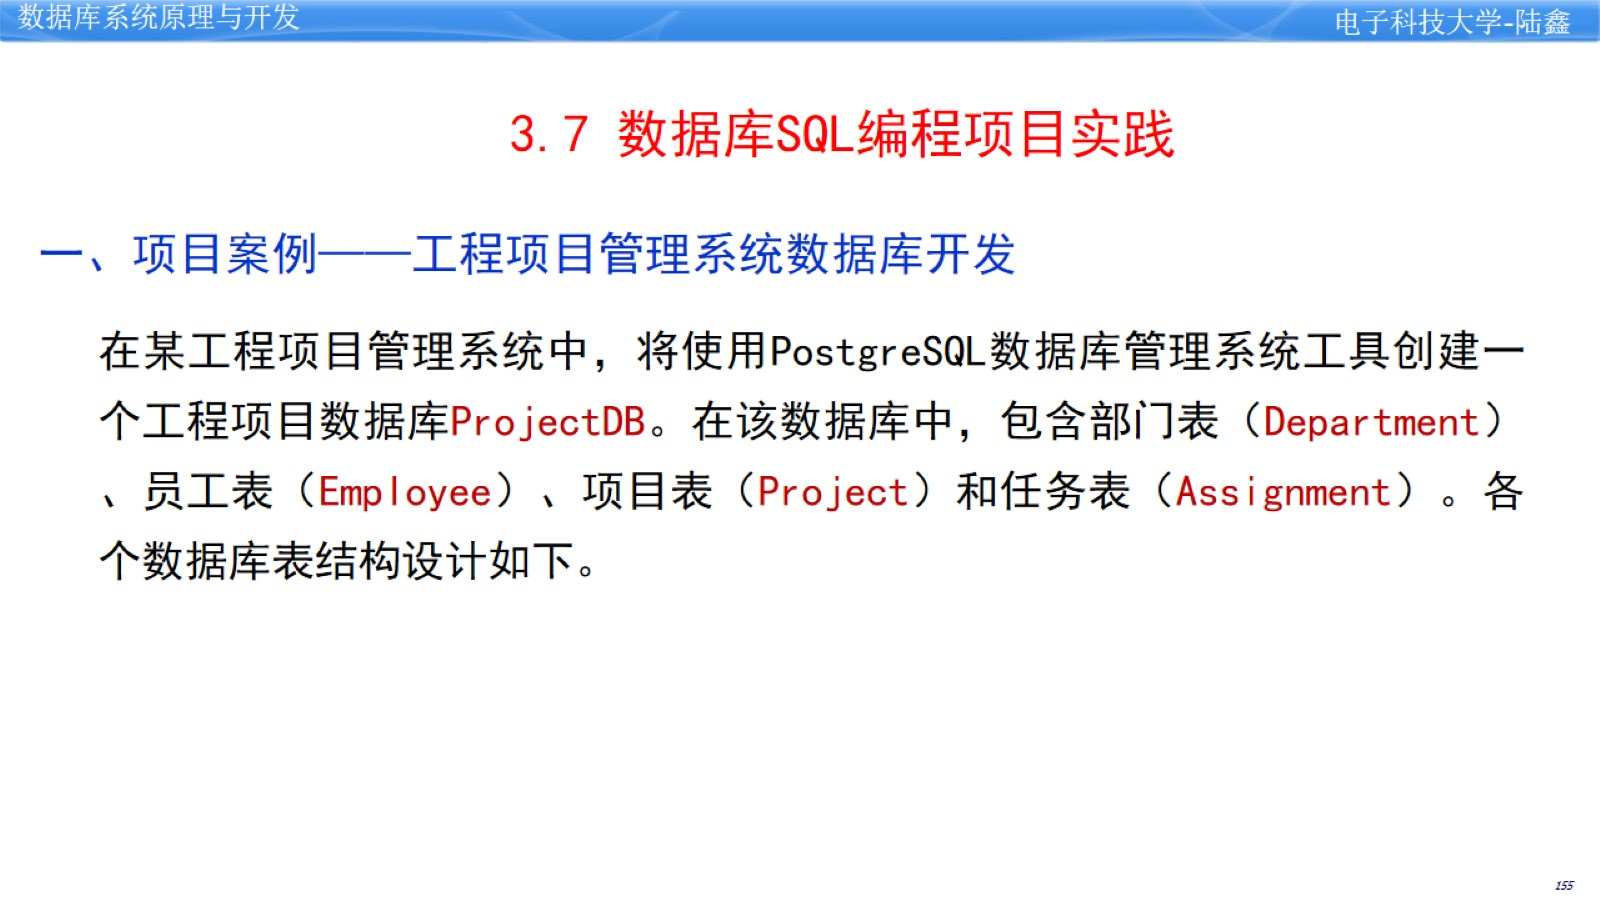 数据库系统原理与开发
电子科技大学-陆鑫
3.7 数据库SQL编程项目实践
一、项目案例——工程项目管理系统数据库开发
在某工程项目管理系统中，将使用PostgreSQL数据库管理系统工具创建一
个工程项目数据库ProjectDB。在该数据库中，包含部门表（Department）
、员工表（Employee）、项目表（Project）和任务表（Assignment）。各
个数据库表结构设计如下。
155